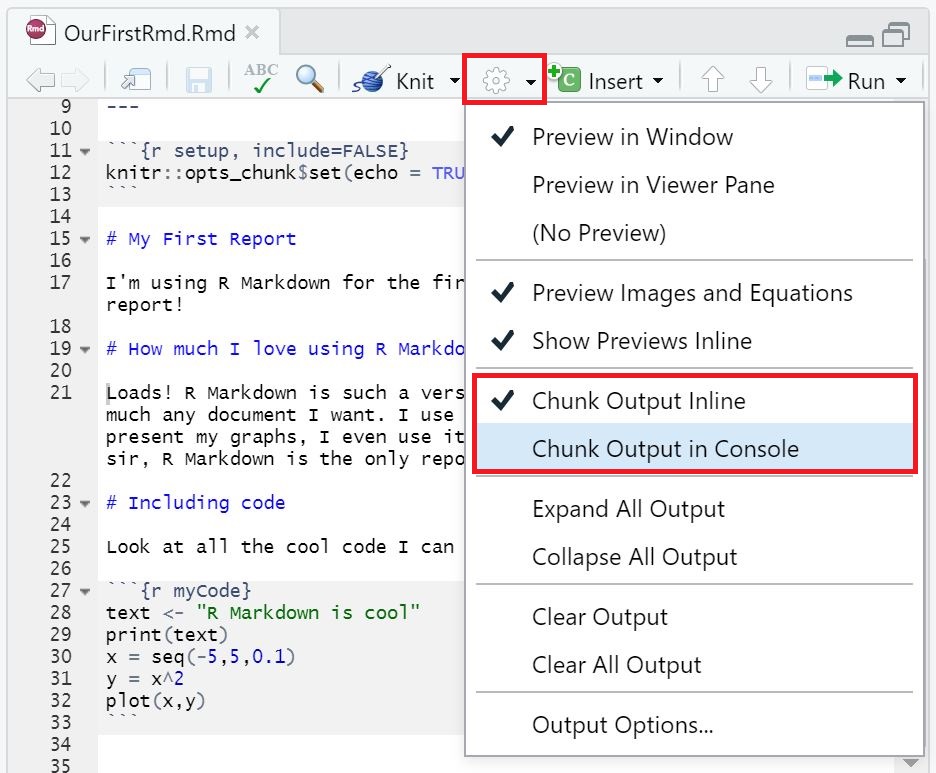 Rmd OurFirstRmd.Rmd
ABC Knit C Insert Run
9 ---
10
11 ```{r setup, include=FALSE}
12 knitr::opts_chunk$set(echo = TRU
13 ```
14
15 # My First Report
16
17 I'm using R Markdown for the fir
report!
18
19 # How much I love using R Markdo
20
21 Loads! R Markdown is such a vers
much any document I want. I use
present my graphs, I even use it
sir, R Markdown is the only repo
22
23 # Including code
24
25 Look at all the cool code I can
26
27 ```{r myCode}
28 text <- "R Markdown is cool"
29 print(text)
30 x = seq(-5,5,0.1)
31 y = x^2
32 plot(x,y)
33 ```
34
35
Preview in Window
Preview in Viewer Pane
(No Preview)
Preview Images and Equations
Show Previews Inline
Chunk Output Inline
Chunk Output in Console
Expand All Output
Collapse All Output
Clear Output
Clear All Output
Output Options...